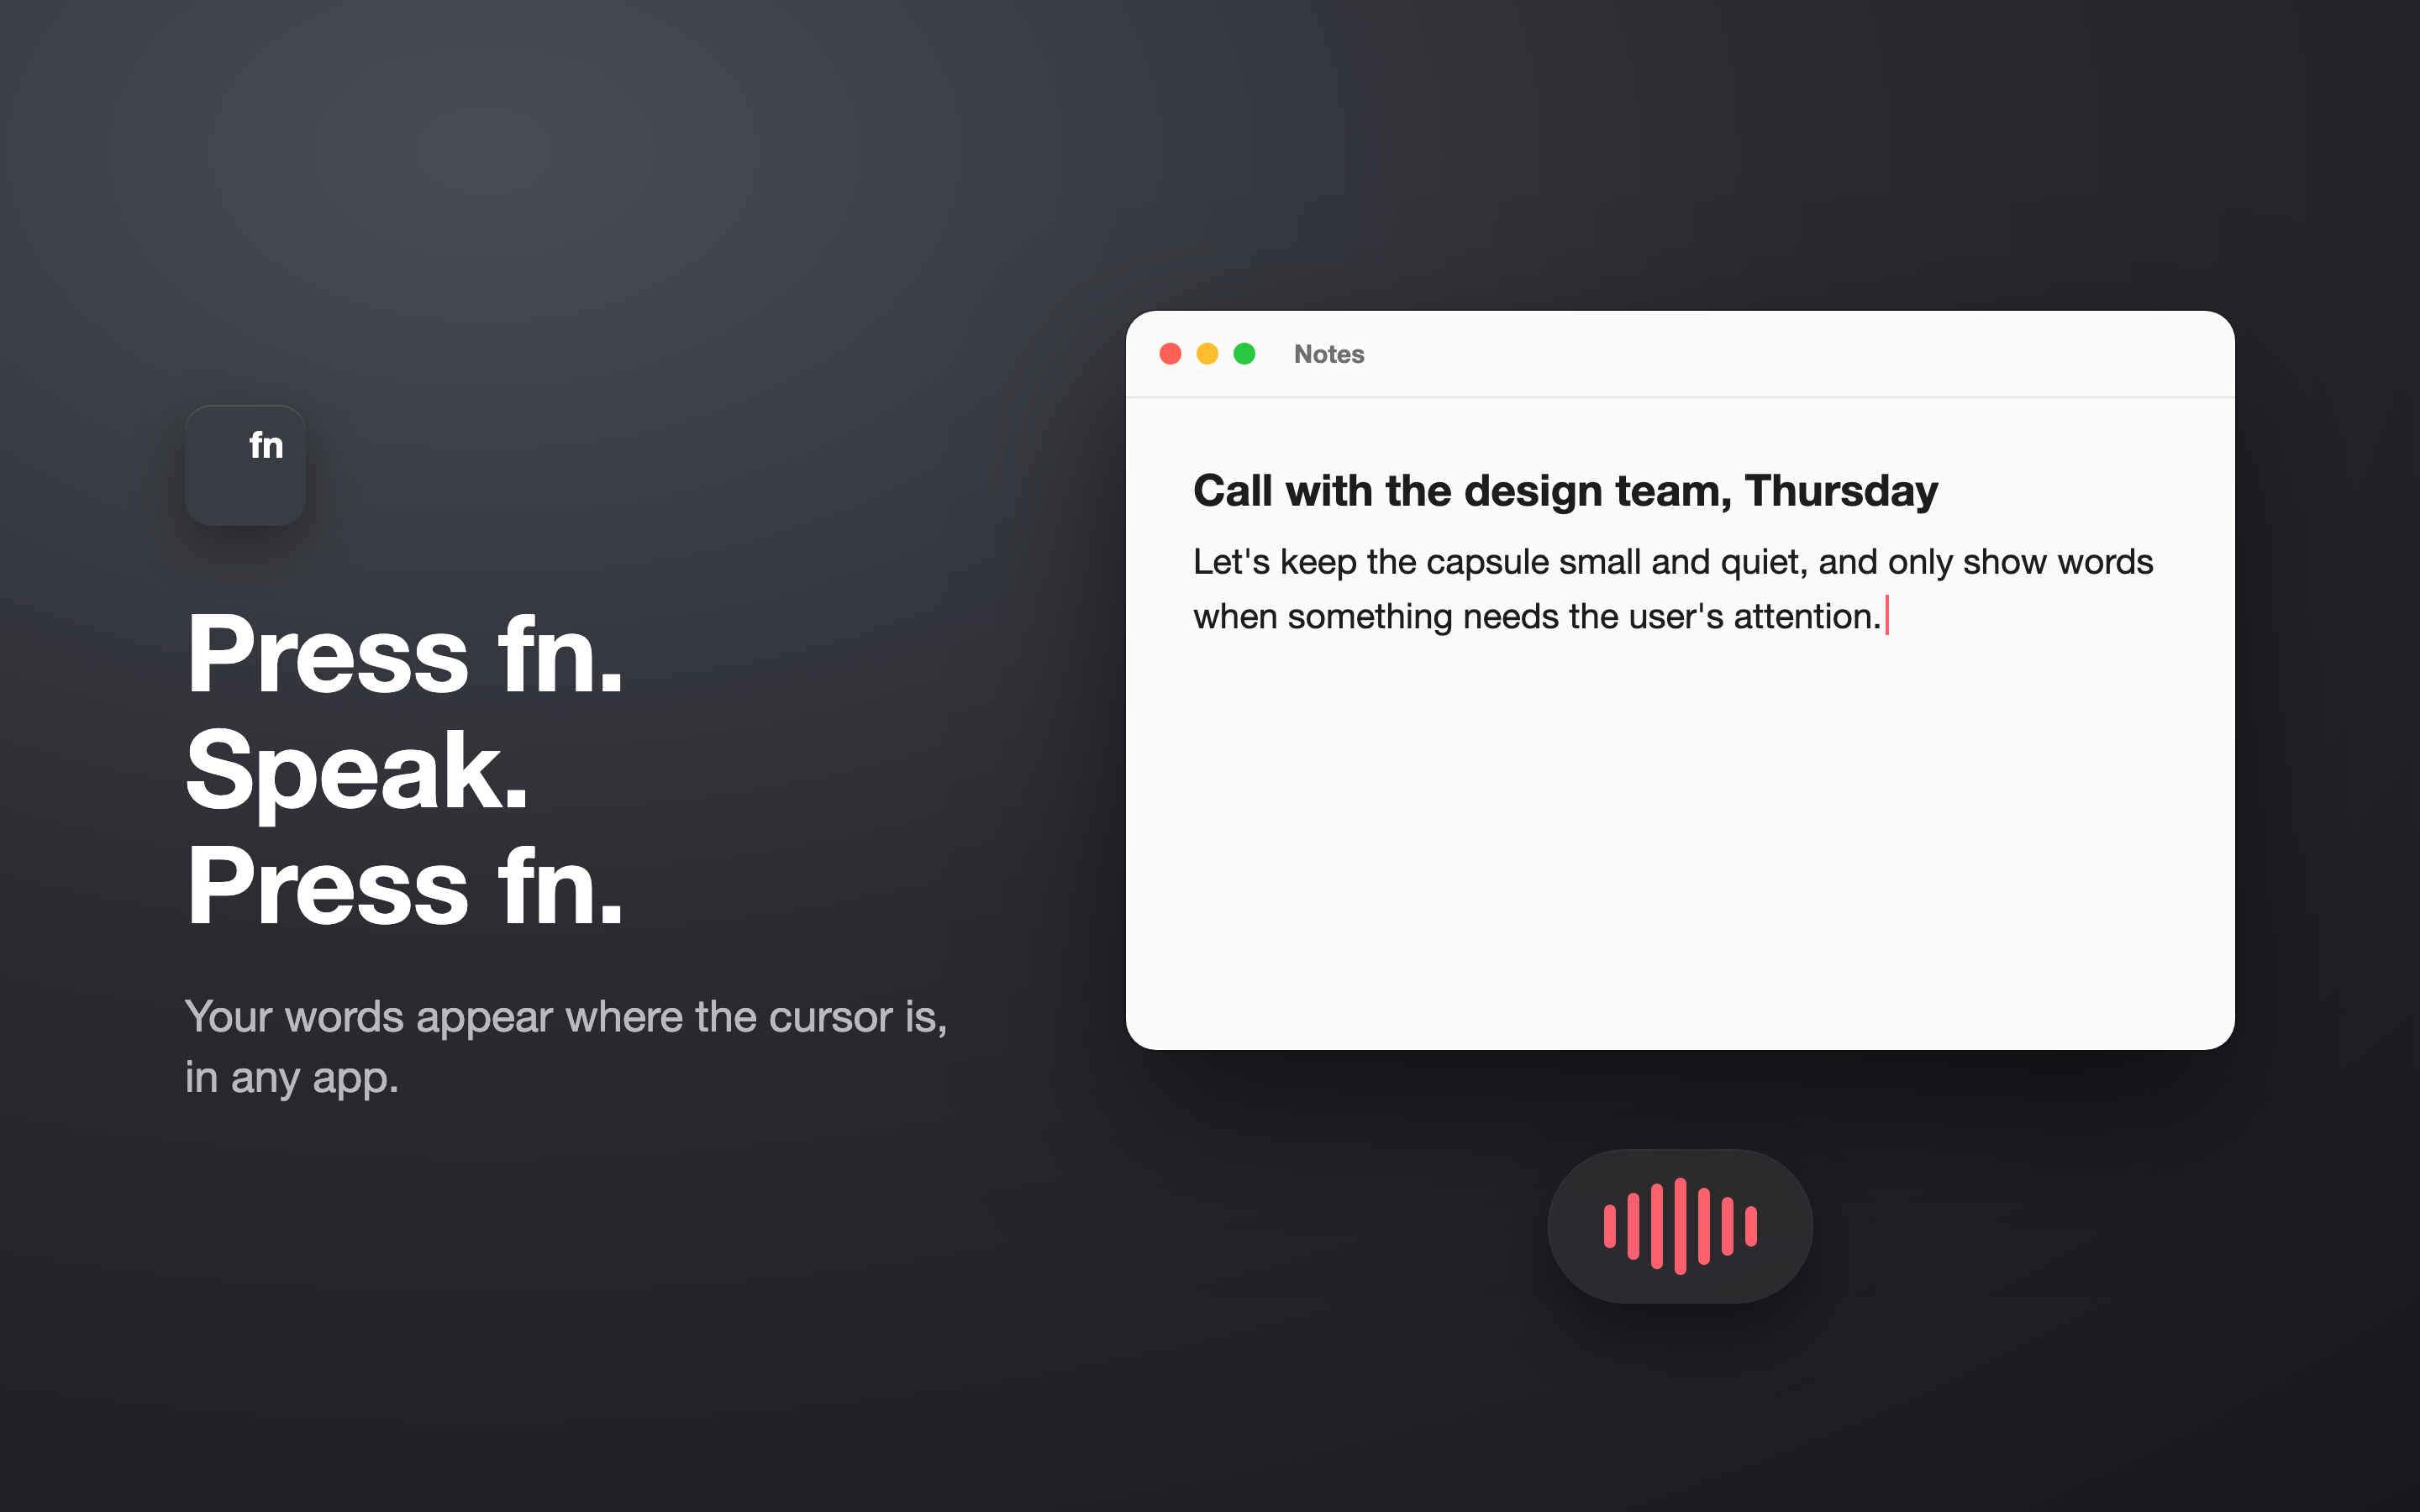 fn
Press fn.
Speak.
Press fn.
Your words appear where the cursor is,
in any app.
Notes
Call with the design team, Thursday
Let's keep the capsule small and quiet, and only show words
when something needs the user's attention.